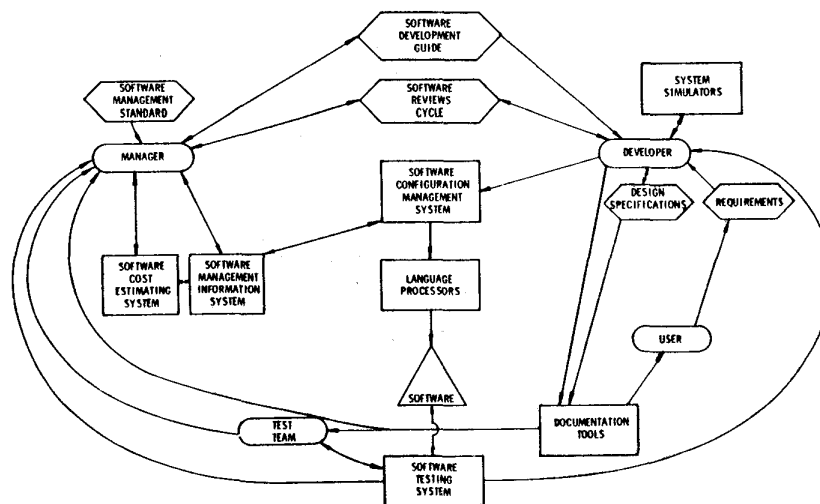 SOFTWARE
DEVELOPMENT
GUIDE
SOFTWARE
MANAGEMENT
STANDARD
SOFTWARE
REVIEWS
CYCLE
SYSTEM
SIMULATORS
MANAGER
DEVELOPER
SOFTWARE
CONFIGURATION
MANAGEMENT
SYSTEM
DESIGN
SPECIFICATIONS
REQUIREMENTS
SOFTWARE
COST
ESTIMATING
SYSTEM
SOFTWARE
MANAGEMENT
INFORMATION
SYSTEM
LANGUAGE
PROCESSORS
USER
SOFTWARE
TEST
TEAM
DOCUMENTATION
TOOLS
SOFTWARE
TESTING
SYSTEM